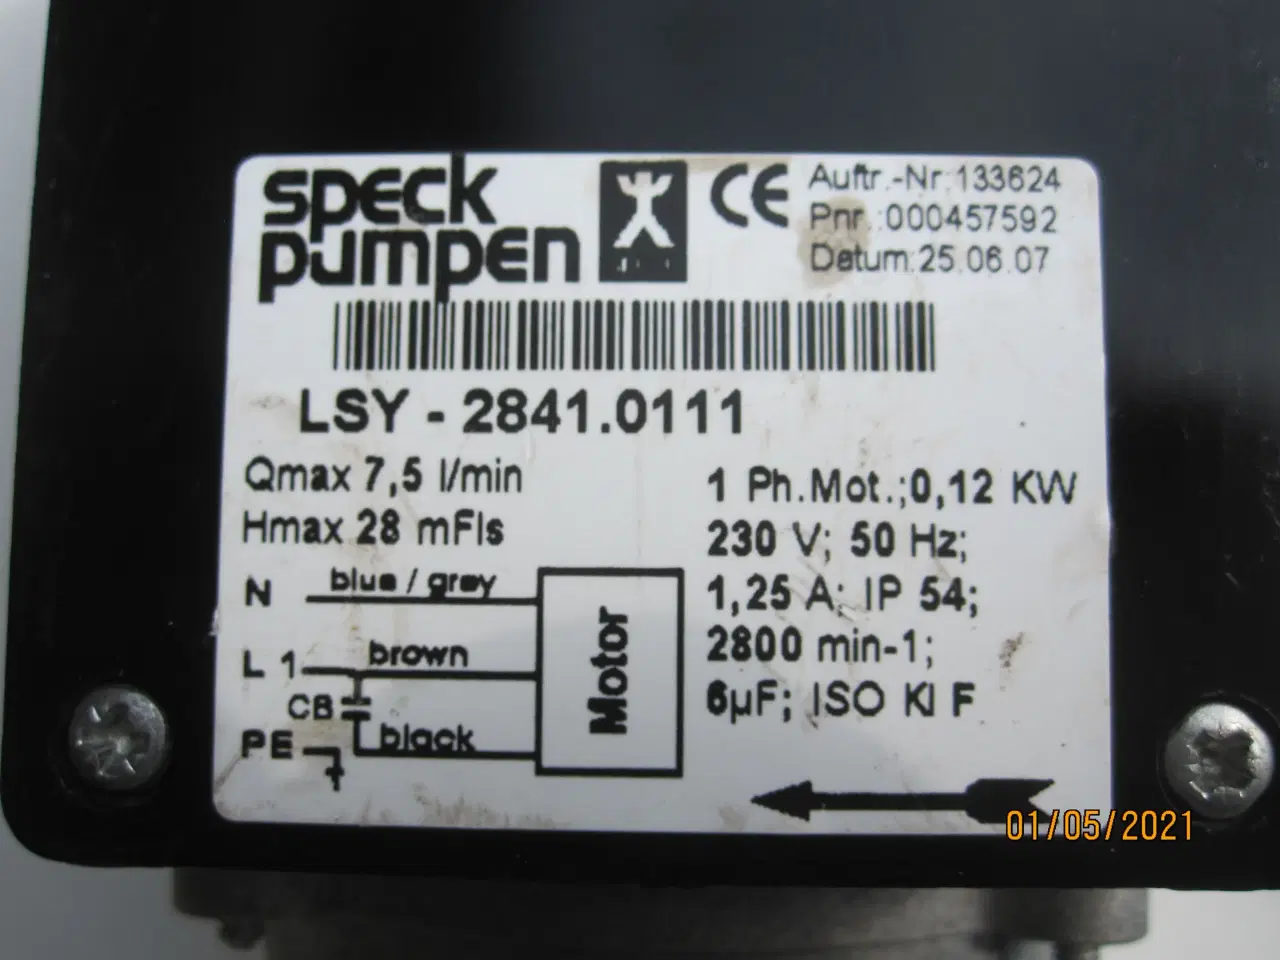 speck
pumpen
CE
Auftr.-Nr.:133624
Pnr.:000457592
Datum:25.06.07
LSY - 2841.0111
Qmax 7,5 l/min
Hmax 28 mFls
1 Ph.Mot.;0,12 KW
230 V; 50 Hz;
1,25 A; IP 54;
2800 min-1;
6µF; ISO Kl F
N blue / grey
L 1 brown
CB
PE black
Motor
01/05/2021